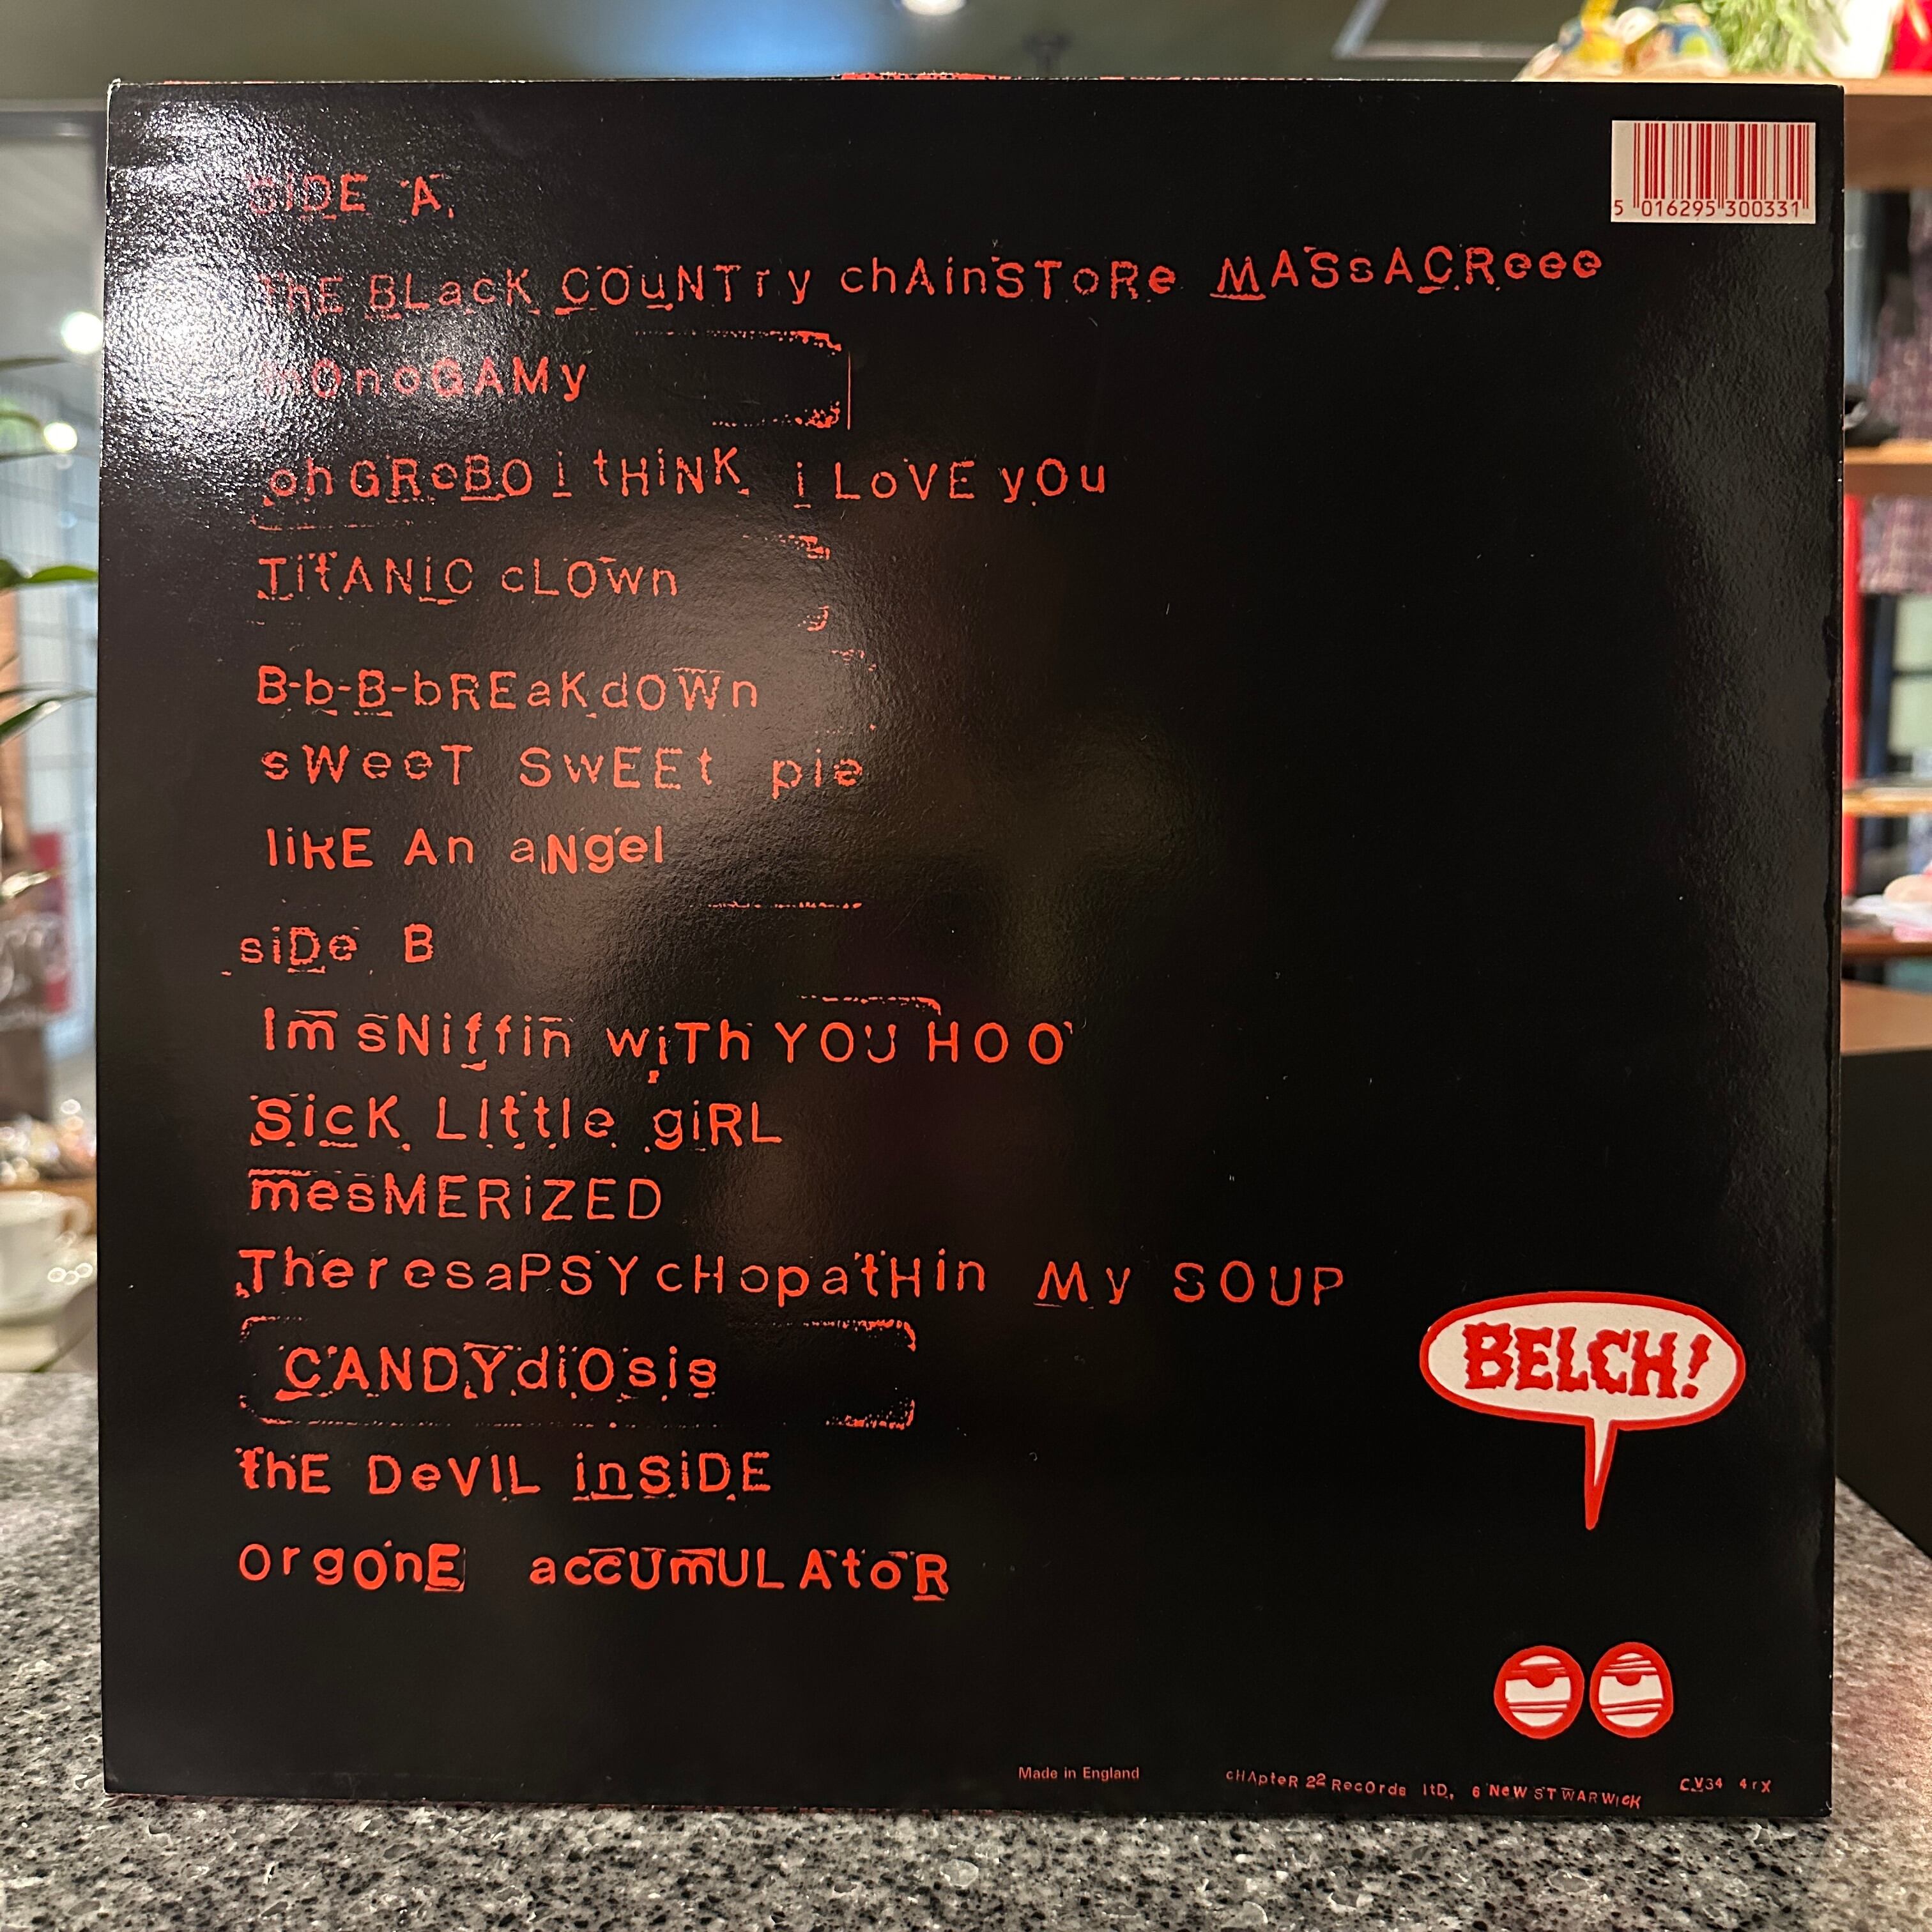 SiDE A.
5 016295 300331
ThE BLacK COuNTry chAinSToRe MASsACReee
mOnoGAMy
oh GReBO i tHiNK i LoVE yOu
TitANiC cLOwn
B-b-B-bREaKdOWn
sWeeT SwEEt pie
liKE An aNgel
siDe B
Im sNiffin wiTh YOU HOO
SicK LIttle giRL
mesMERiZED
TheresaPSYcHopatHin My SOUP
CANDYdiOsis
BELCH!
thE DeVIL inSiDE
orgOnE accUmULAtoR
Made in England
cHApteR 22 RecOrds ltD, 6 NeW ST WARWicK
CV34 4rX